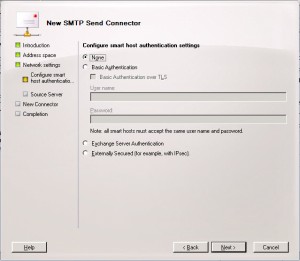 New SMTP Send Connector
Introduction
Address space
Network settings
Configure smart
host authenticatio...
Source Server
New Connector
Completion
Configure smart host authentication settings
None
Basic Authentication
Basic Authentication over TLS
User name:
Password:
Note: all smart hosts must accept the same user name and password.
Exchange Server Authentication
Externally Secured (for example, with IPsec).
Help
< Back
Next >
Cancel